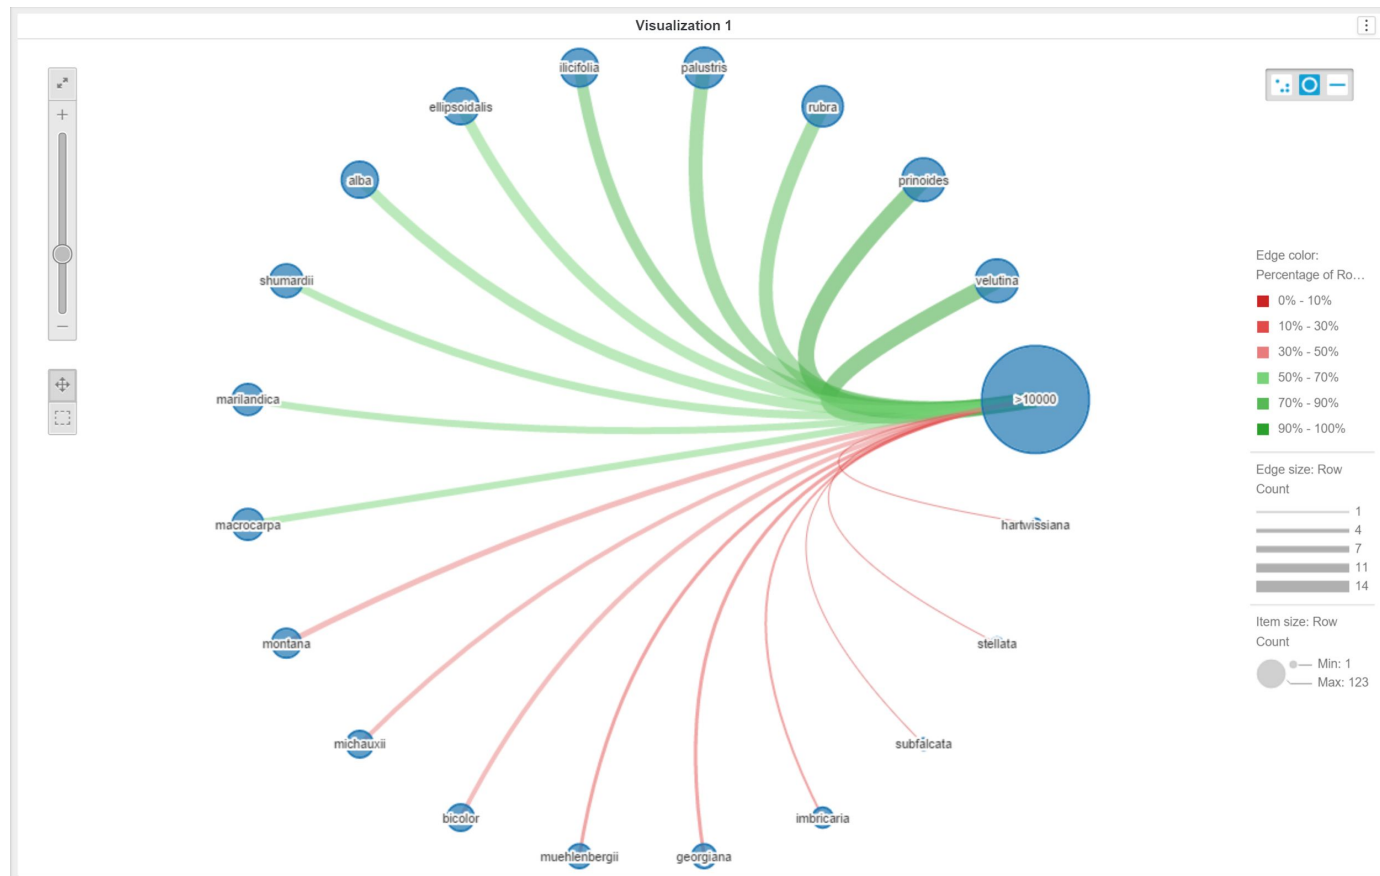 Visualization 1
ilicifolia
palustris
ellipsoidalis
rubra
alba
prinoides
shumardii
velutina
marilandica
>10000
macrocarpa
hartwissiana
montana
stellata
michauxii
subfalcata
bicolor
imbricaria
muehlenbergii
georgiana
Edge color:
Percentage of Ro...
0% - 10%
10% - 30%
30% - 50%
50% - 70%
70% - 90%
90% - 100%
Edge size: Row
Count
1
4
7
11
14
Item size: Row
Count
Min: 1
Max: 123